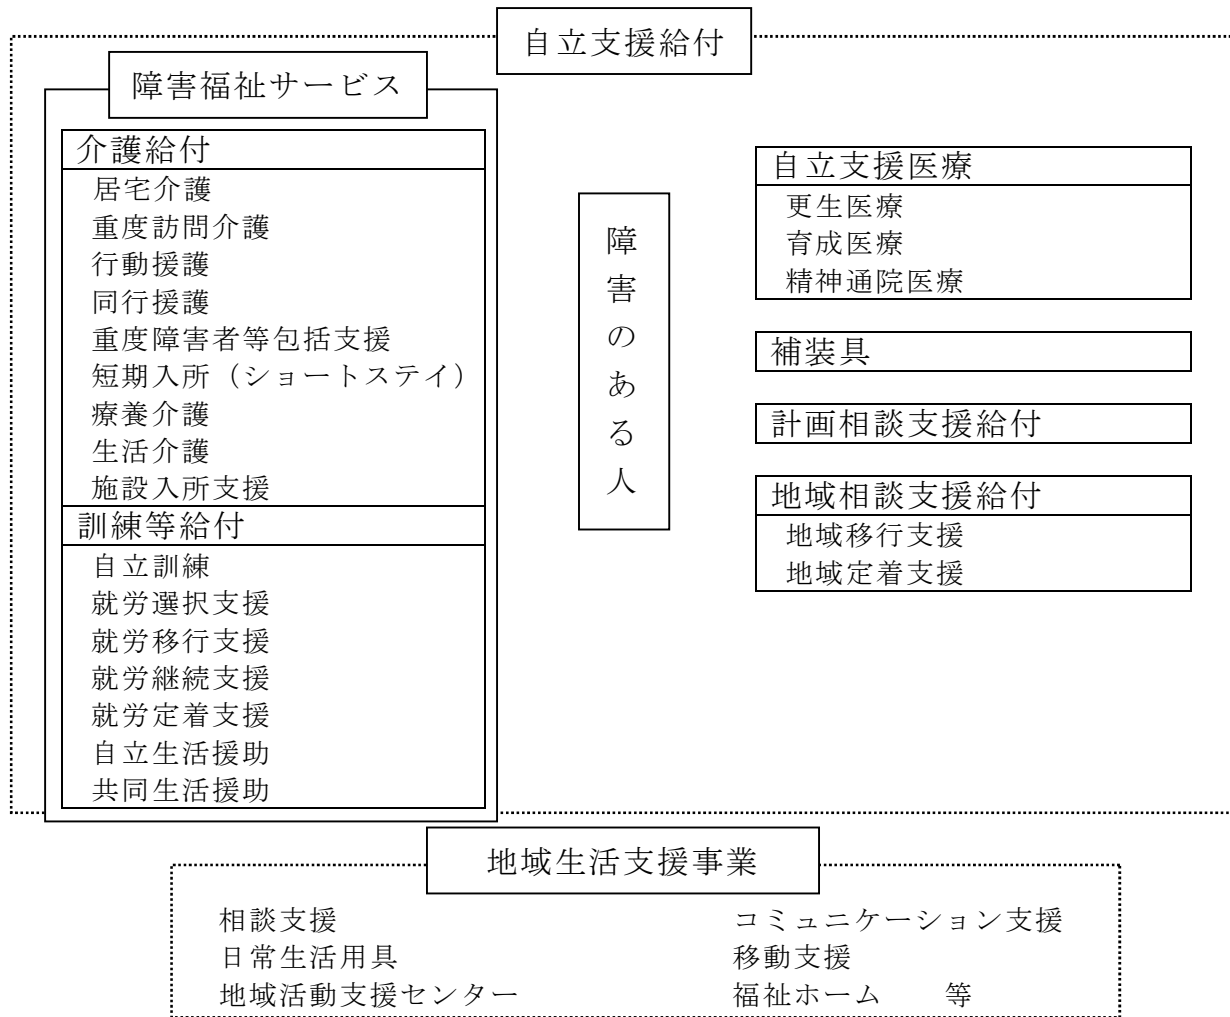 自立支援給付
障害福祉サービス
介護給付
居宅介護
重度訪問介護
行動援護
同行援護
重度障害者等包括支援
短期入所（ショートステイ）
療養介護
生活介護
施設入所支援
訓練等給付
自立訓練
就労選択支援
就労移行支援
就労継続支援
就労定着支援
自立生活援助
共同生活援助
障害のある人
自立支援医療
更生医療
育成医療
精神通院医療
補装具
計画相談支援給付
地域相談支援給付
地域移行支援
地域定着支援
地域生活支援事業
相談支援
日常生活用具
地域活動支援センター
コミュニケーション支援
移動支援
福祉ホーム　　等